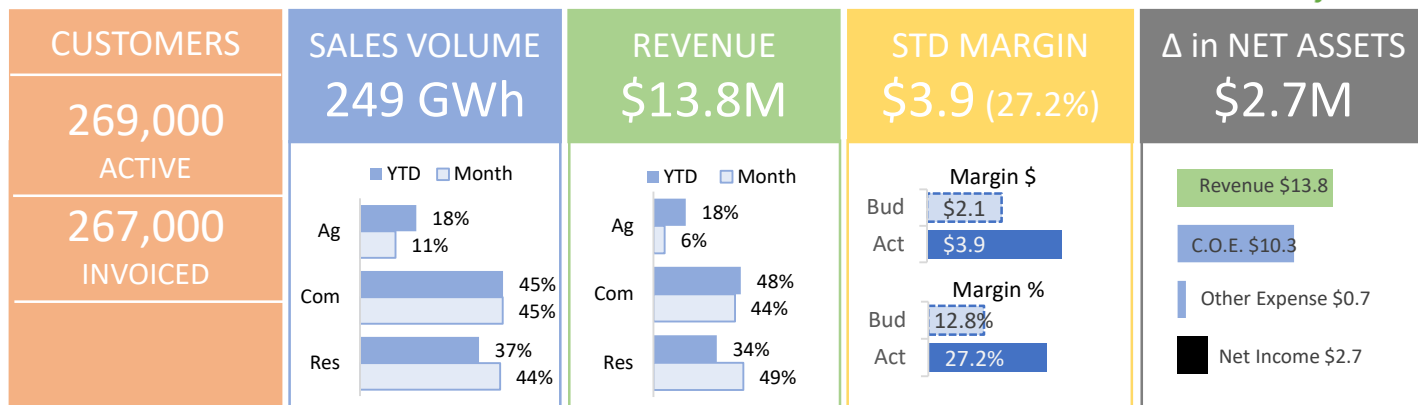 CUSTOMERS
269,000
ACTIVE
267,000
INVOICED
SALES VOLUME
249 GWh
YTD Month
Ag
18%
11%
Com
45%
45%
Res
37%
44%
REVENUE
$13.8M
YTD Month
Ag
18%
6%
Com
48%
44%
Res
34%
49%
STD MARGIN
$3.9 (27.2%)
Margin $
Bud $2.1
Act $3.9
Margin %
Bud 12.8%
Act 27.2%
Δ in NET ASSETS
$2.7M
Revenue $13.8
C.O.E. $10.3
Other Expense $0.7
Net Income $2.7